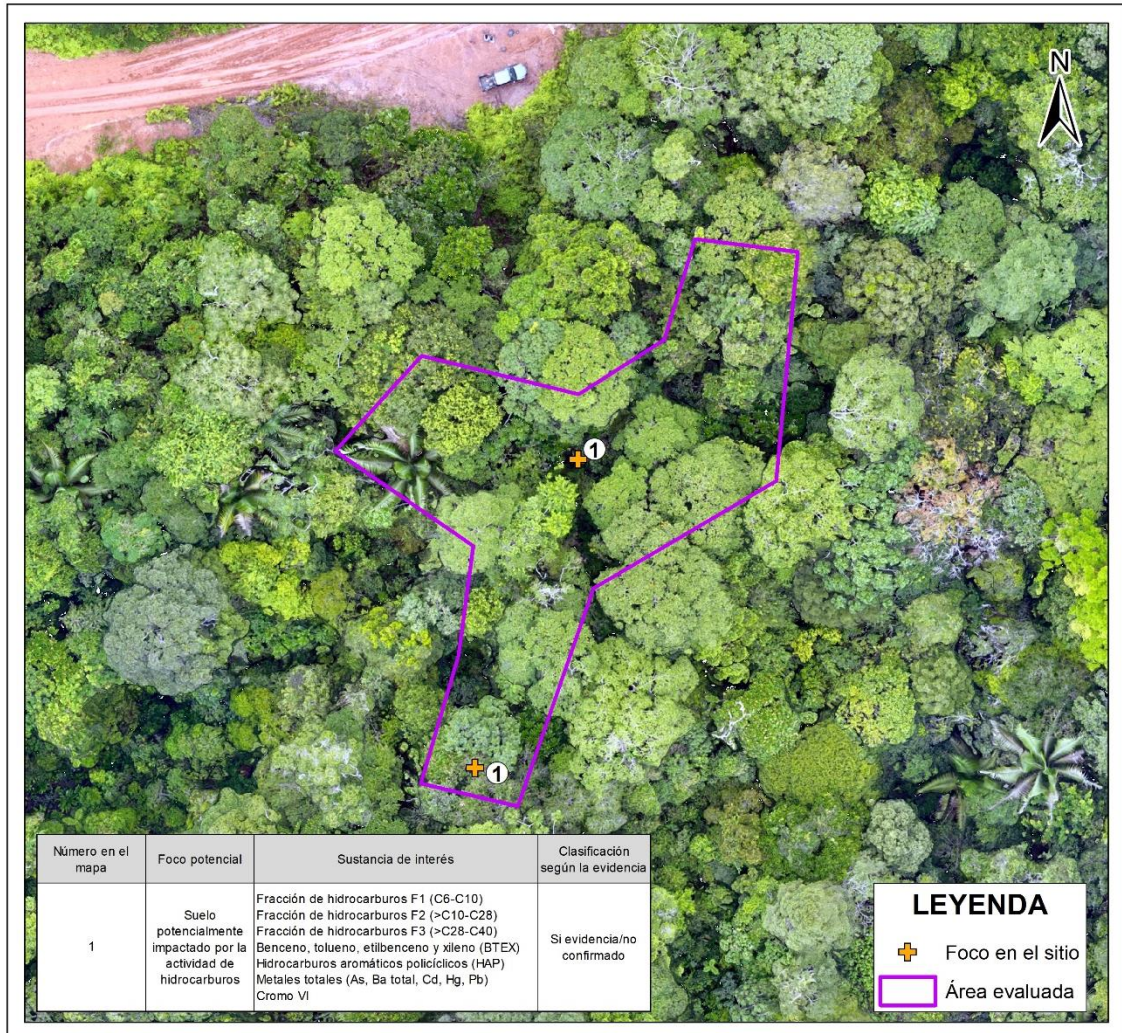 N
1
1
Número en el mapa
Foco potencial
Sustancia de interés
Clasificación según la evidencia
1
Suelo
potencialmente
impactado por la
actividad de
hidrocarburos
Fracción de hidrocarburos F1 (C6-C10)
Fracción de hidrocarburos F2 (>C10-C28)
Fracción de hidrocarburos F3 (>C28-C40)
Benceno, tolueno, etilbenceno y xileno (BTEX)
Hidrocarburos aromáticos policíclicos (HAP)
Metales totales (As, Ba total, Cd, Hg, Pb)
Cromo VI
Si evidencia/no
confirmado
LEYENDA
Foco en el sitio
Área evaluada